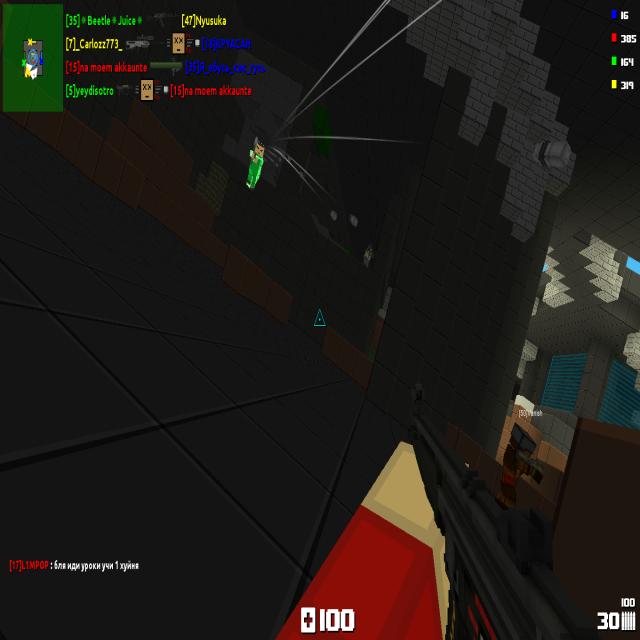 [35]*Beetle*Juice* [47]Nyusuka
16
[7]_Carlozz773_
385
[15]na moem akkaunte
164
[5]yeydisotro [15]na moem akkaunte
319
[17]L1MPOP : бля иди уроки учи 1 хуйня
100
100
30